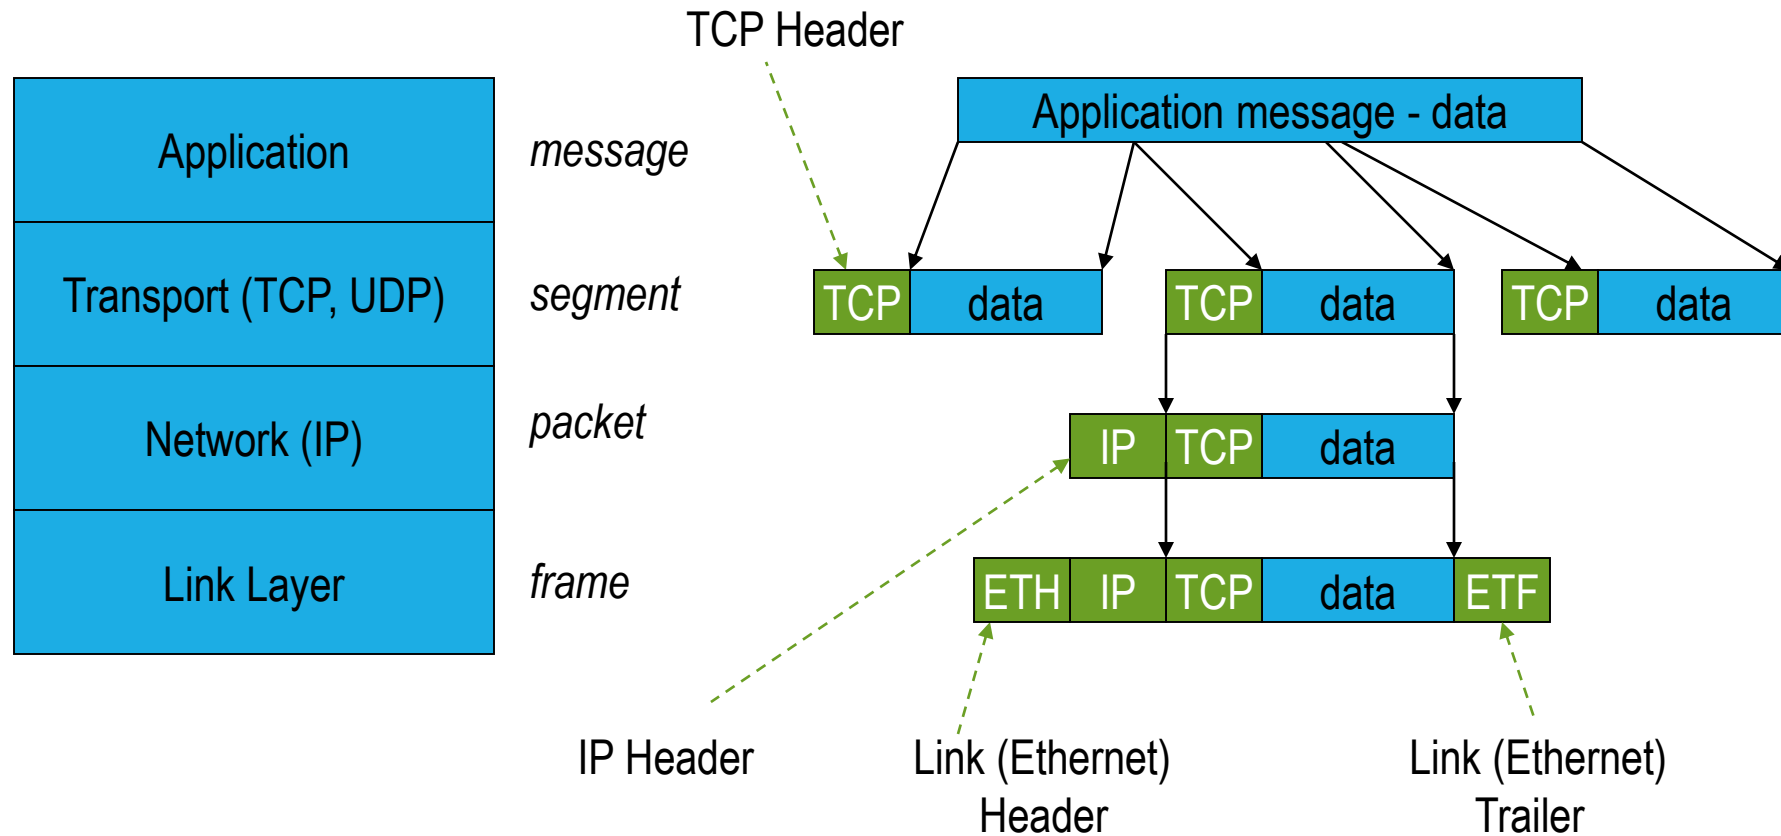 TCP Header
Application message - data
Application
message
Transport (TCP, UDP)
segment
TCP data
TCP data
TCP data
Network (IP)
packet
IP TCP data
Link Layer
frame
ETH IP TCP data ETF
IP Header
Link (Ethernet)
Header
Link (Ethernet)
Trailer